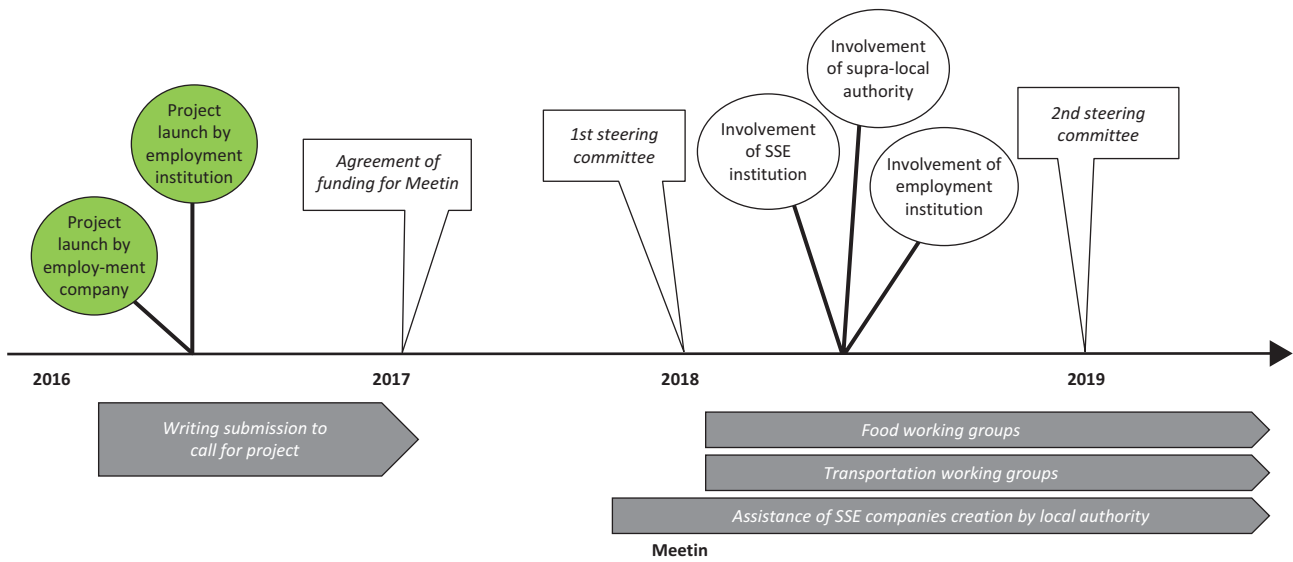 Project
launch by
employment
institution
Project
launch by
employ-ment
company
Agreement of
funding for Meetin
1st steering
committee
Involvement
of SSE
institution
Involvement
of supra-local
authority
Involvement of
employment
institution
2nd steering
committee
2016
2017
2018
2019
Writing submission to
call for project
Food working groups
Transportation working groups
Assistance of SSE companies creation by local authority
Meetin